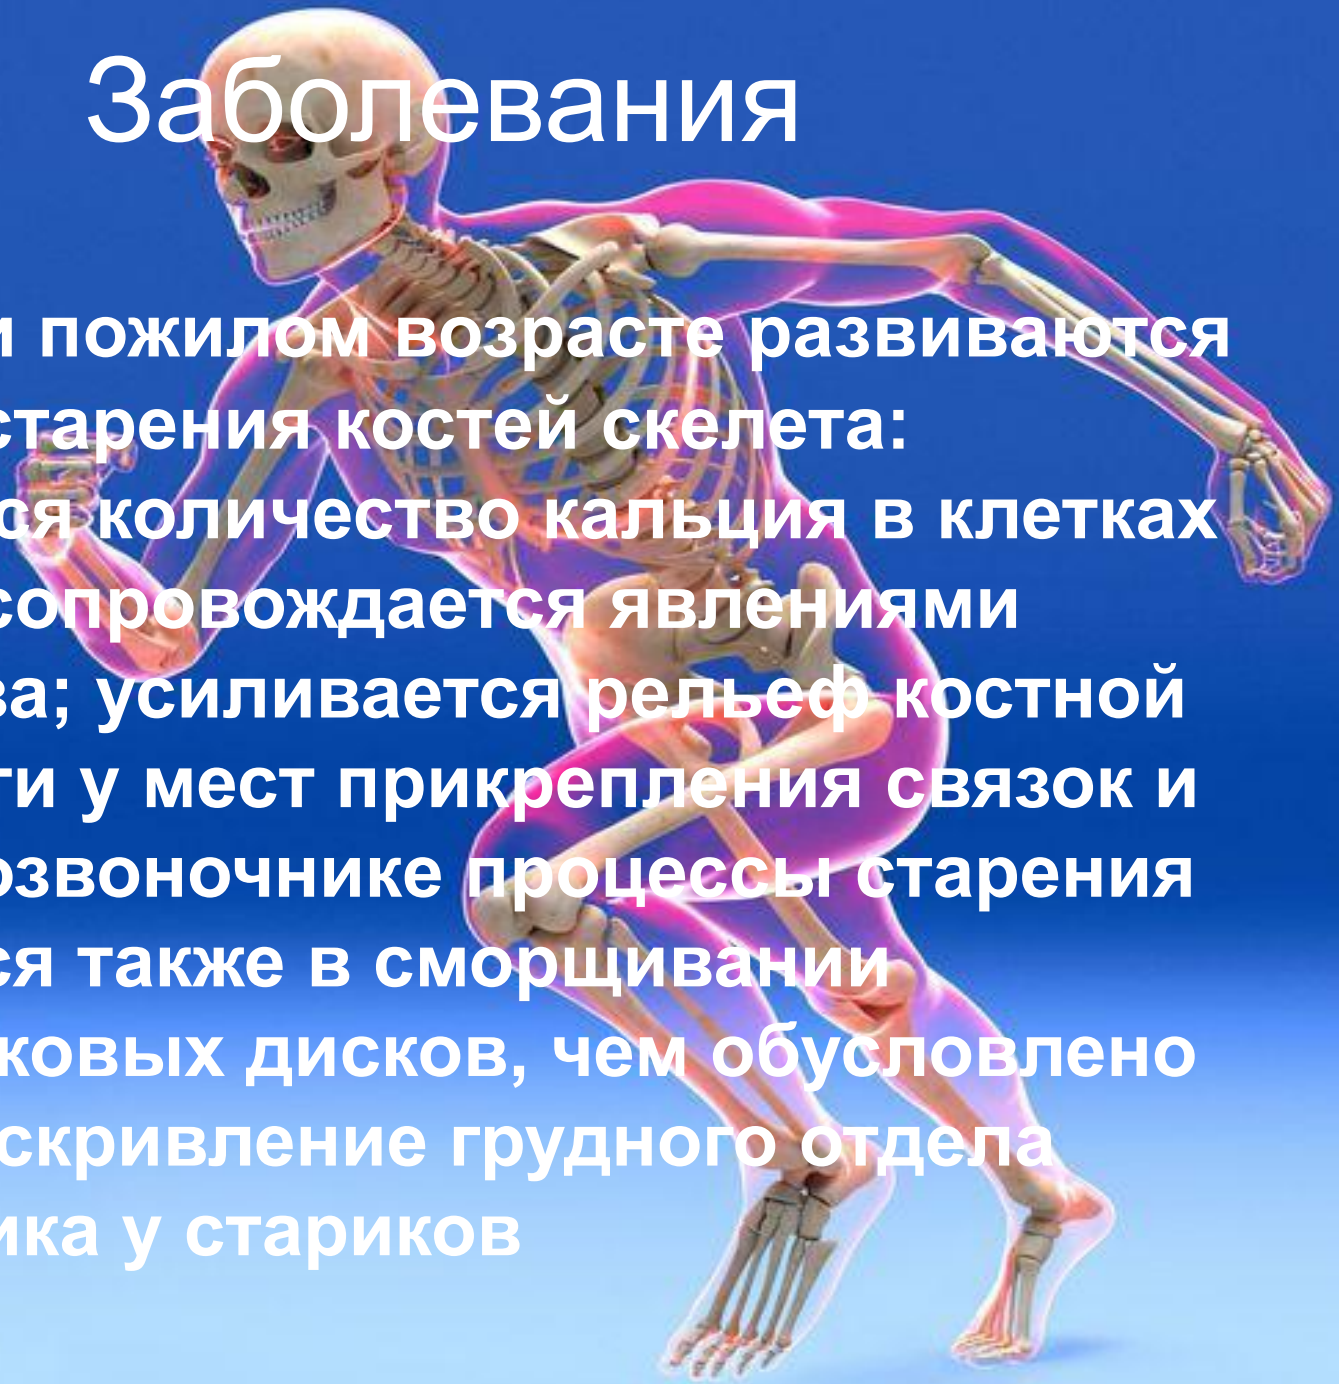 Заболевания
и пожилом возрасте развиваются
старения костей скелета:
ся количество кальция в клетках
сопровождается явлениями
ва; усиливается рельеф костной
ти у мест прикрепления связок и
озвоночнике процессы старения
ся также в сморщивании
ковых дисков, чем обусловлено
скривление грудного отдела
ика у стариков